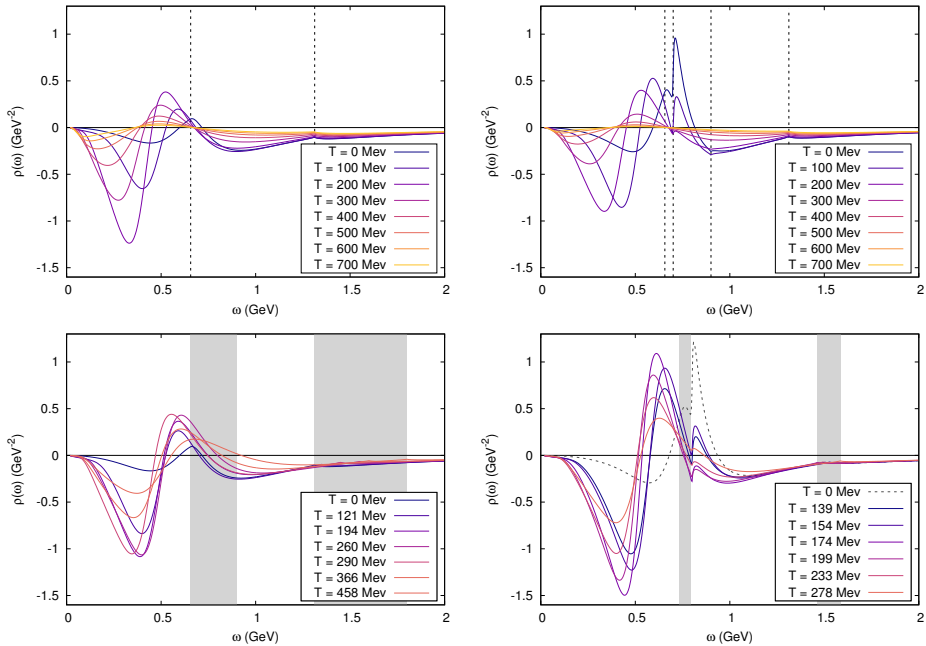 1
0.5
0
-0.5
-1
-1.5
ρ(ω) (GeV⁻²)
T = 0 Mev
T = 100 Mev
T = 200 Mev
T = 300 Mev
T = 400 Mev
T = 500 Mev
T = 600 Mev
T = 700 Mev
0 0.5 1 1.5 2
ω (GeV)
1
0.5
0
-0.5
-1
-1.5
ρ(ω) (GeV⁻²)
T = 0 Mev
T = 100 Mev
T = 200 Mev
T = 300 Mev
T = 400 Mev
T = 500 Mev
T = 600 Mev
T = 700 Mev
0 0.5 1 1.5 2
ω (GeV)
1
0.5
0
-0.5
-1
-1.5
ρ(ω) (GeV⁻²)
T = 0 Mev
T = 121 Mev
T = 194 Mev
T = 260 Mev
T = 290 Mev
T = 366 Mev
T = 458 Mev
0 0.5 1 1.5 2
ω (GeV)
1
0.5
0
-0.5
-1
-1.5
ρ(ω) (GeV⁻²)
T = 0 Mev
T = 139 Mev
T = 154 Mev
T = 174 Mev
T = 199 Mev
T = 233 Mev
T = 278 Mev
0 0.5 1 1.5 2
ω (GeV)